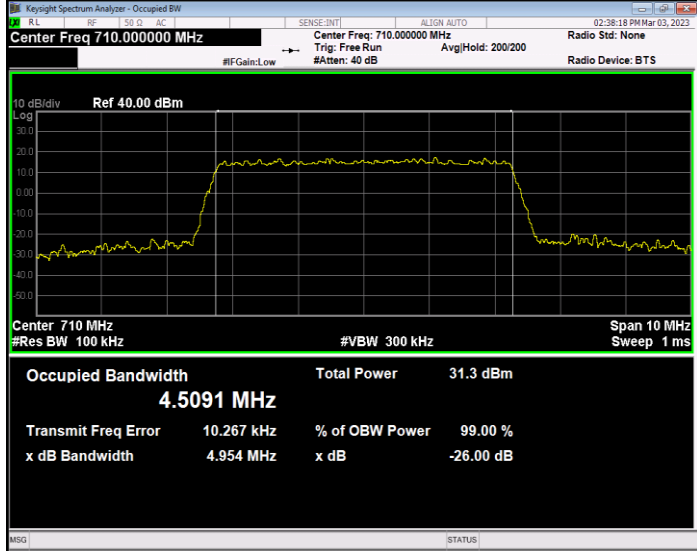 Keysight Spectrum Analyzer - Occupied BW
RL RF 50 Ω AC SENSE:INT ALIGN AUTO 02:38:18 PM Mar 03, 2023
Center Freq 710.000000 MHz Center Freq: 710.000000 MHz Radio Std: None
Trig: Free Run Avg|Hold: 200/200
#IFGain:Low #Atten: 40 dB Radio Device: BTS
10 dB/div Ref 40.00 dBm
Log
30.0
20.0
10.0
0.00
-10.0
-20.0
-30.0
-40.0
-50.0
Center 710 MHz Span 10 MHz
#Res BW 100 kHz #VBW 300 kHz Sweep 1 ms
Occupied Bandwidth Total Power 31.3 dBm
4.5091 MHz
Transmit Freq Error 10.267 kHz % of OBW Power 99.00 %
x dB Bandwidth 4.954 MHz x dB -26.00 dB
MSG STATUS